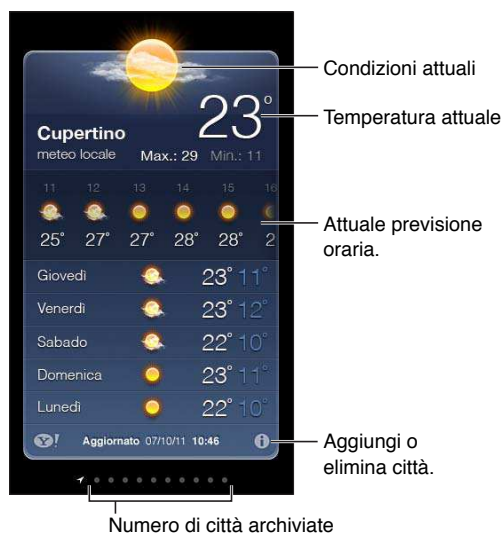 Condizioni attuali
23°
Temperatura attuale
Cupertino
meteo locale Max.: 29 Min.: 11
11 12 13 14 15 16
25° 27° 27° 28° 28° 2
Attuale previsione
oraria.
Giovedì 23° 11°
Venerdì 23° 12°
Sabado 22° 10°
Domenica 23° 11°
Lunedì 22° 10°
Y! Aggiornato 07/10/11 10:46 i
Aggiungi o
elimina città.
Numero di città archiviate